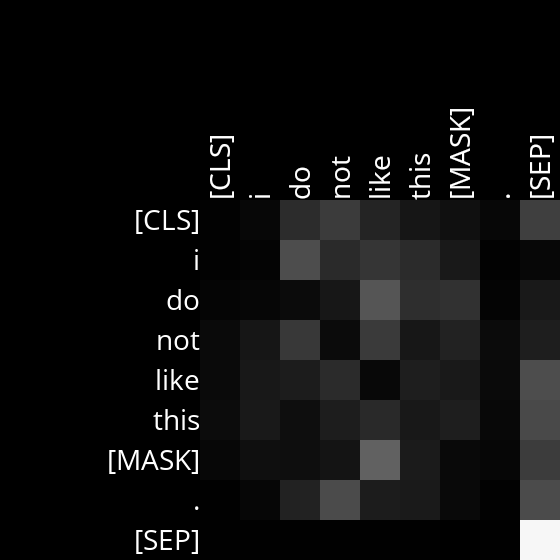 [CLS] i do not like this [MASK] . [SEP]
[CLS]
i
do
not
like
this
[MASK]
.
[SEP]